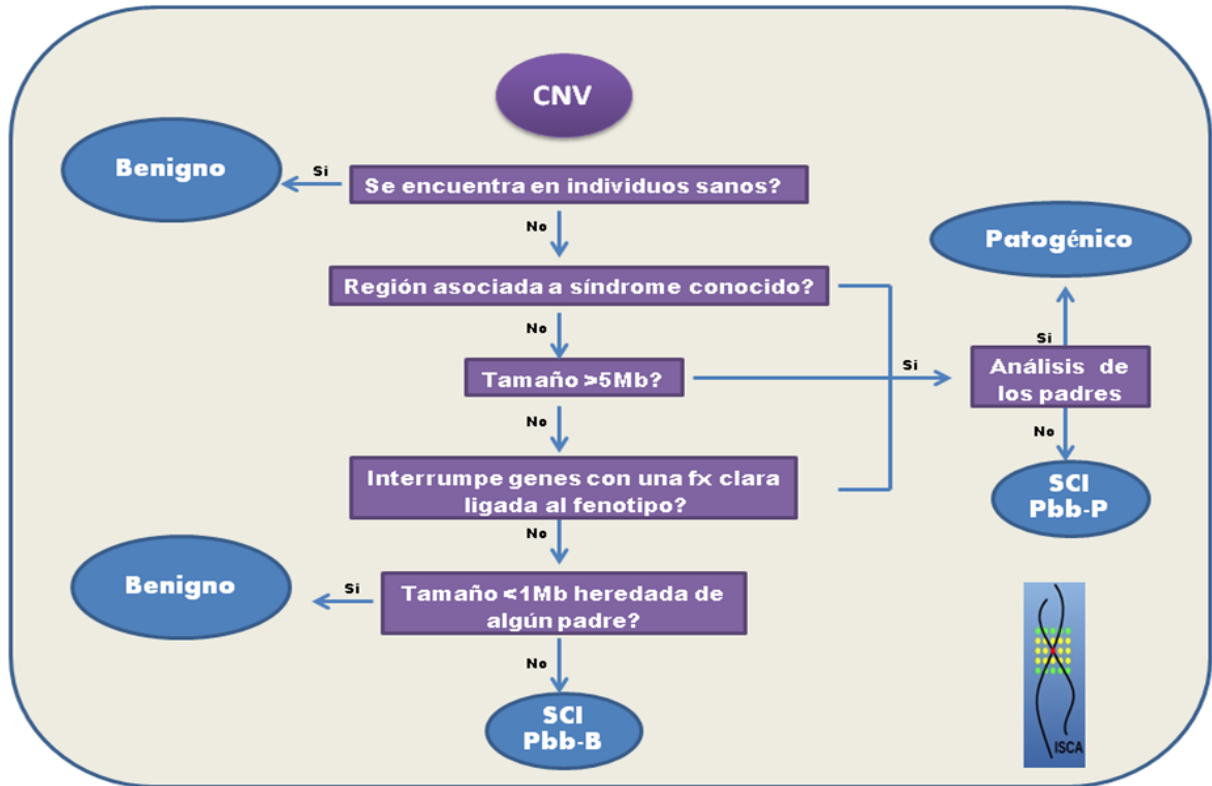 CNV
Benigno
Si
Se encuentra en individuos sanos?
No
Patogénico
Región asociada a síndrome conocido?
No
Si
Tamaño >5Mb?
Si
Análisis de
los padres
No
No
Interrumpe genes con una fx clara
ligada al fenotipo?
SCI
Pbb-P
No
Benigno
Si
Tamaño <1Mb heredada de
algún padre?
No
SCI
Pbb-B
ISCA